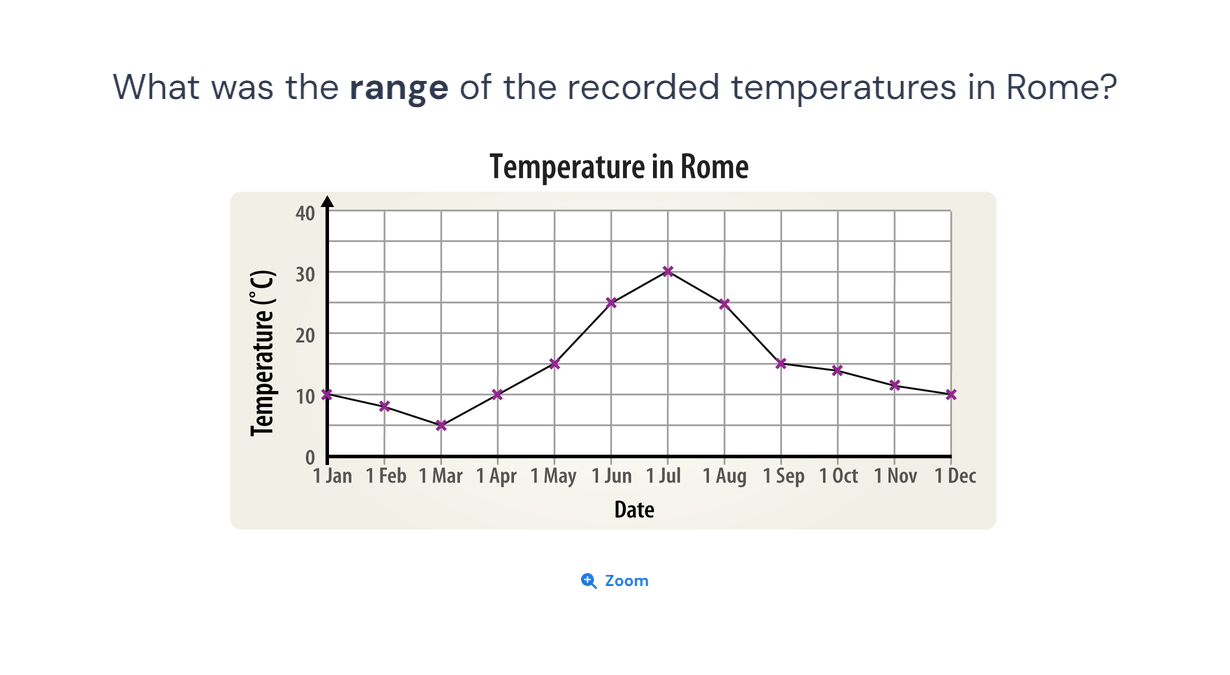 What was the range of the recorded temperatures in Rome?
Temperature in Rome
Temperature (°C)
40
30
20
10
0
1 Jan 1 Feb 1 Mar 1 Apr 1 May 1 Jun 1 Jul 1 Aug 1 Sep 1 Oct 1 Nov 1 Dec
Date
Zoom